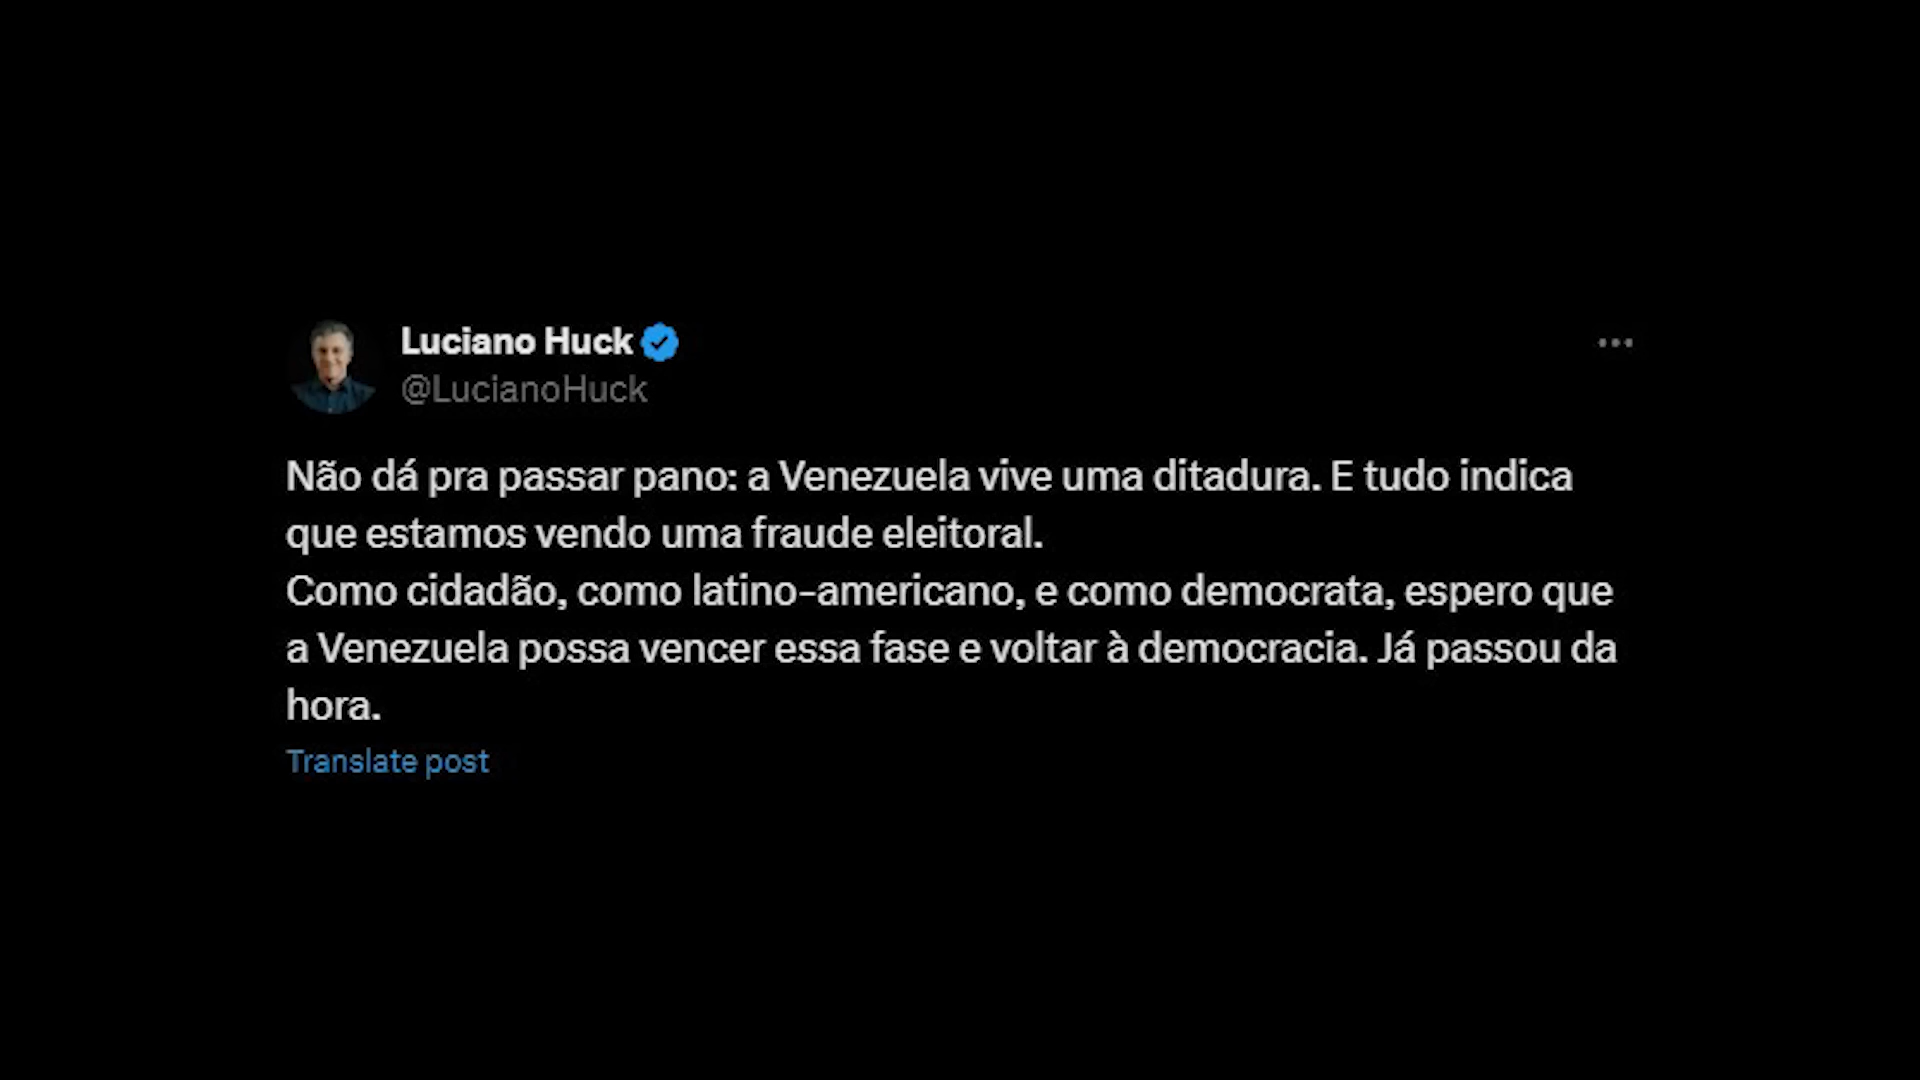 Luciano Huck
@LucianoHuck
Não dá pra passar pano: a Venezuela vive uma ditadura. E tudo indica
que estamos vendo uma fraude eleitoral.
Como cidadão, como latino-americano, e como democrata, espero que
a Venezuela possa vencer essa fase e voltar à democracia. Já passou da
hora.
Translate post